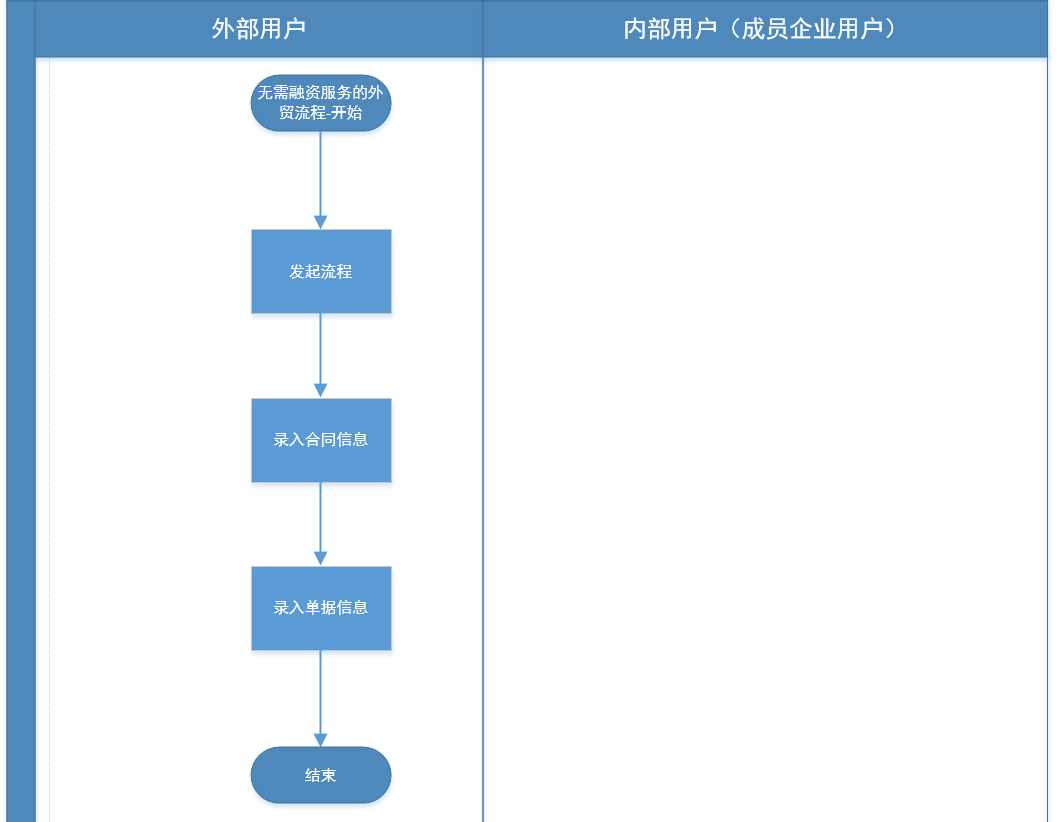 外部用户
内部用户（成员企业用户）
无需融资服务的外
贸流程-开始
发起流程
录入合同信息
录入单据信息
结束